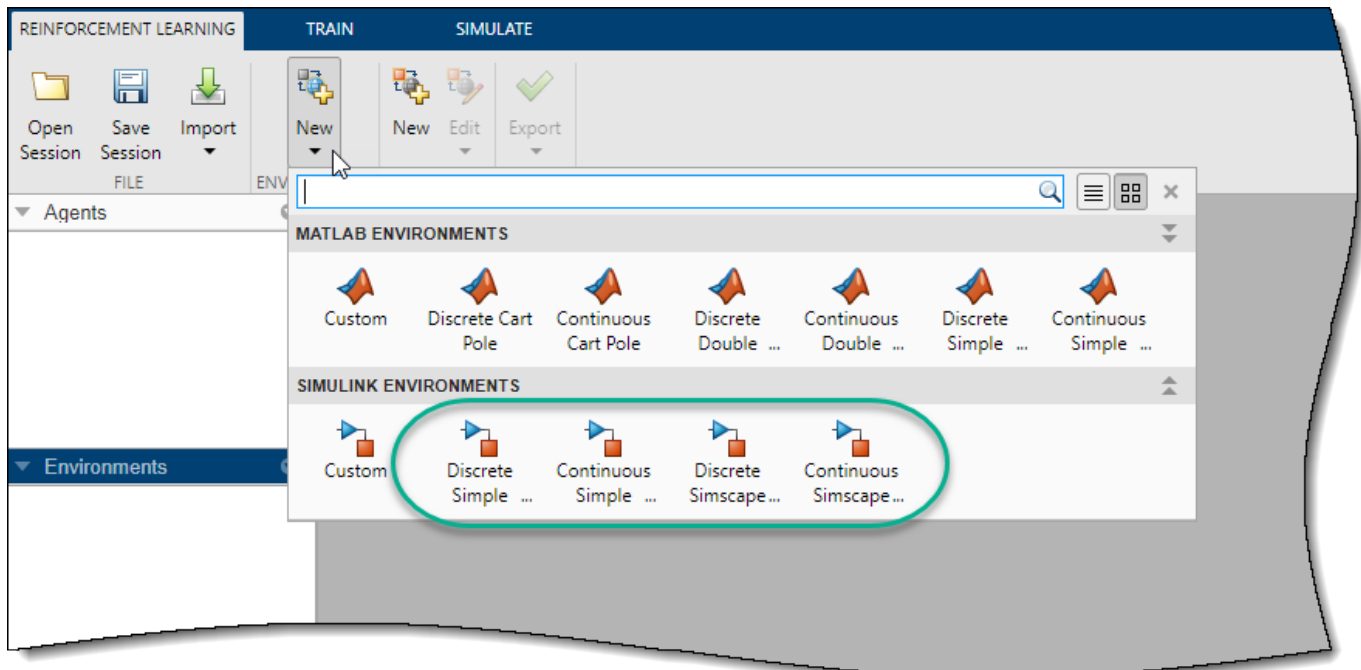 REINFORCEMENT LEARNING TRAIN SIMULATE
Open Session
Save Session
Import
New
New
Edit
Export
FILE
ENV
Agents
MATLAB ENVIRONMENTS
Custom
Discrete Cart Pole
Continuous Cart Pole
Discrete Double ...
Continuous Double ...
Discrete Simple ...
Continuous Simple ...
SIMULINK ENVIRONMENTS
Custom
Discrete Simple ...
Continuous Simple ...
Discrete Simscape...
Continuous Simscape...
Environments